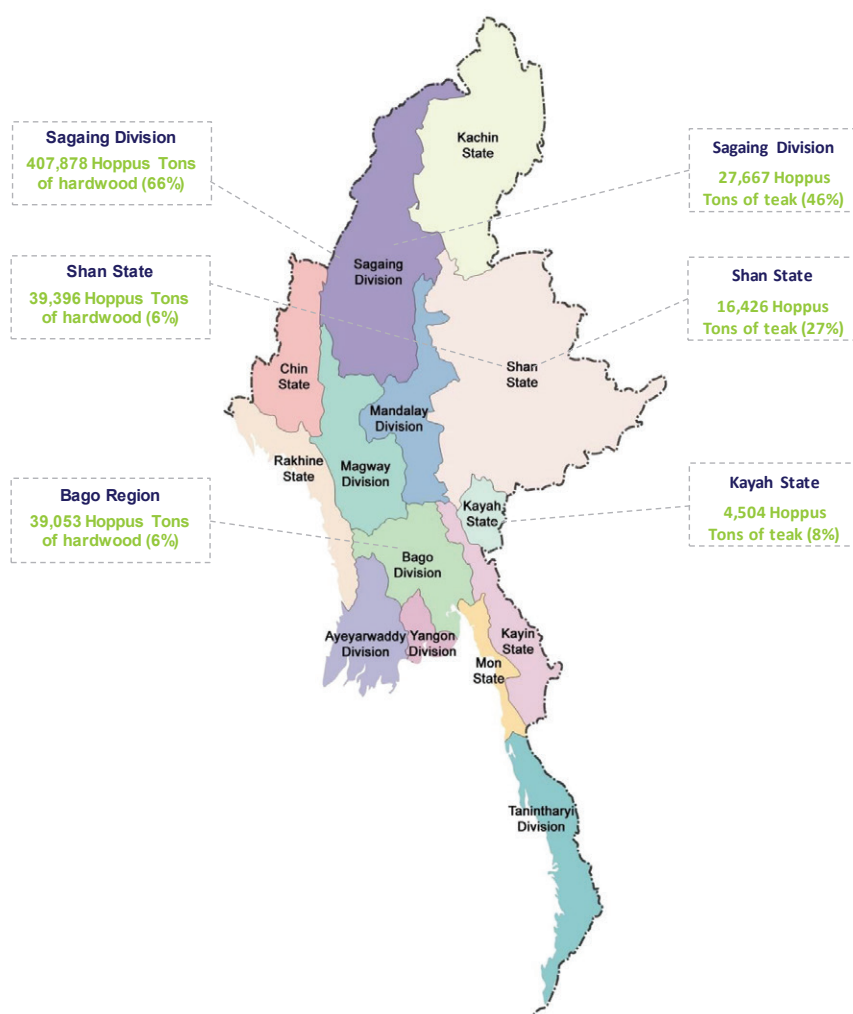 Sagaing Division
407,878 Hoppus Tons
of hardwood (66%)
Shan State
39,396 Hoppus Tons
of hardwood (6%)
Bago Region
39,053 Hoppus Tons
of hardwood (6%)
Kachin
State
Sagaing
Division
Chin
State
Shan
State
Mandalay
Division
Rakhine
State
Magway
Division
Kayah
State
Bago
Division
Ayeyarwaddy
Division
Yangon
Division
Kayin
State
Mon
State
Tanintharyi
Division
Sagaing Division
27,667 Hoppus
Tons of teak (46%)
Shan State
16,426 Hoppus
Tons of teak (27%)
Kayah State
4,504 Hoppus
Tons of teak (8%)